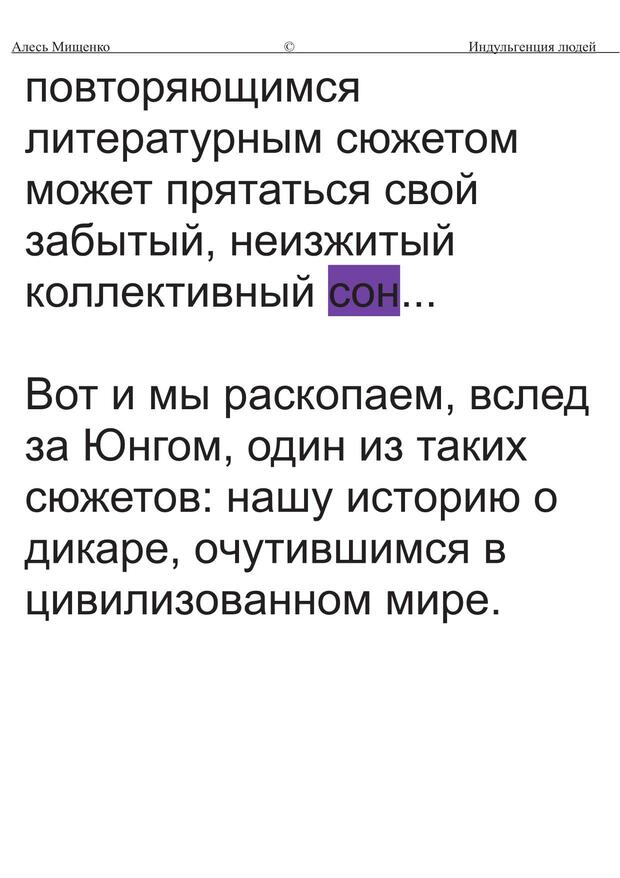 Алесь Мищенко © Индульгенция людей
повторяющимся
литературным сюжетом
может прятаться свой
забытый, неизжитый
коллективный сон...
Вот и мы раскопаем, вслед
за Юнгом, один из таких
сюжетов: нашу историю о
дикаре, очутившимся в
цивилизованном мире.